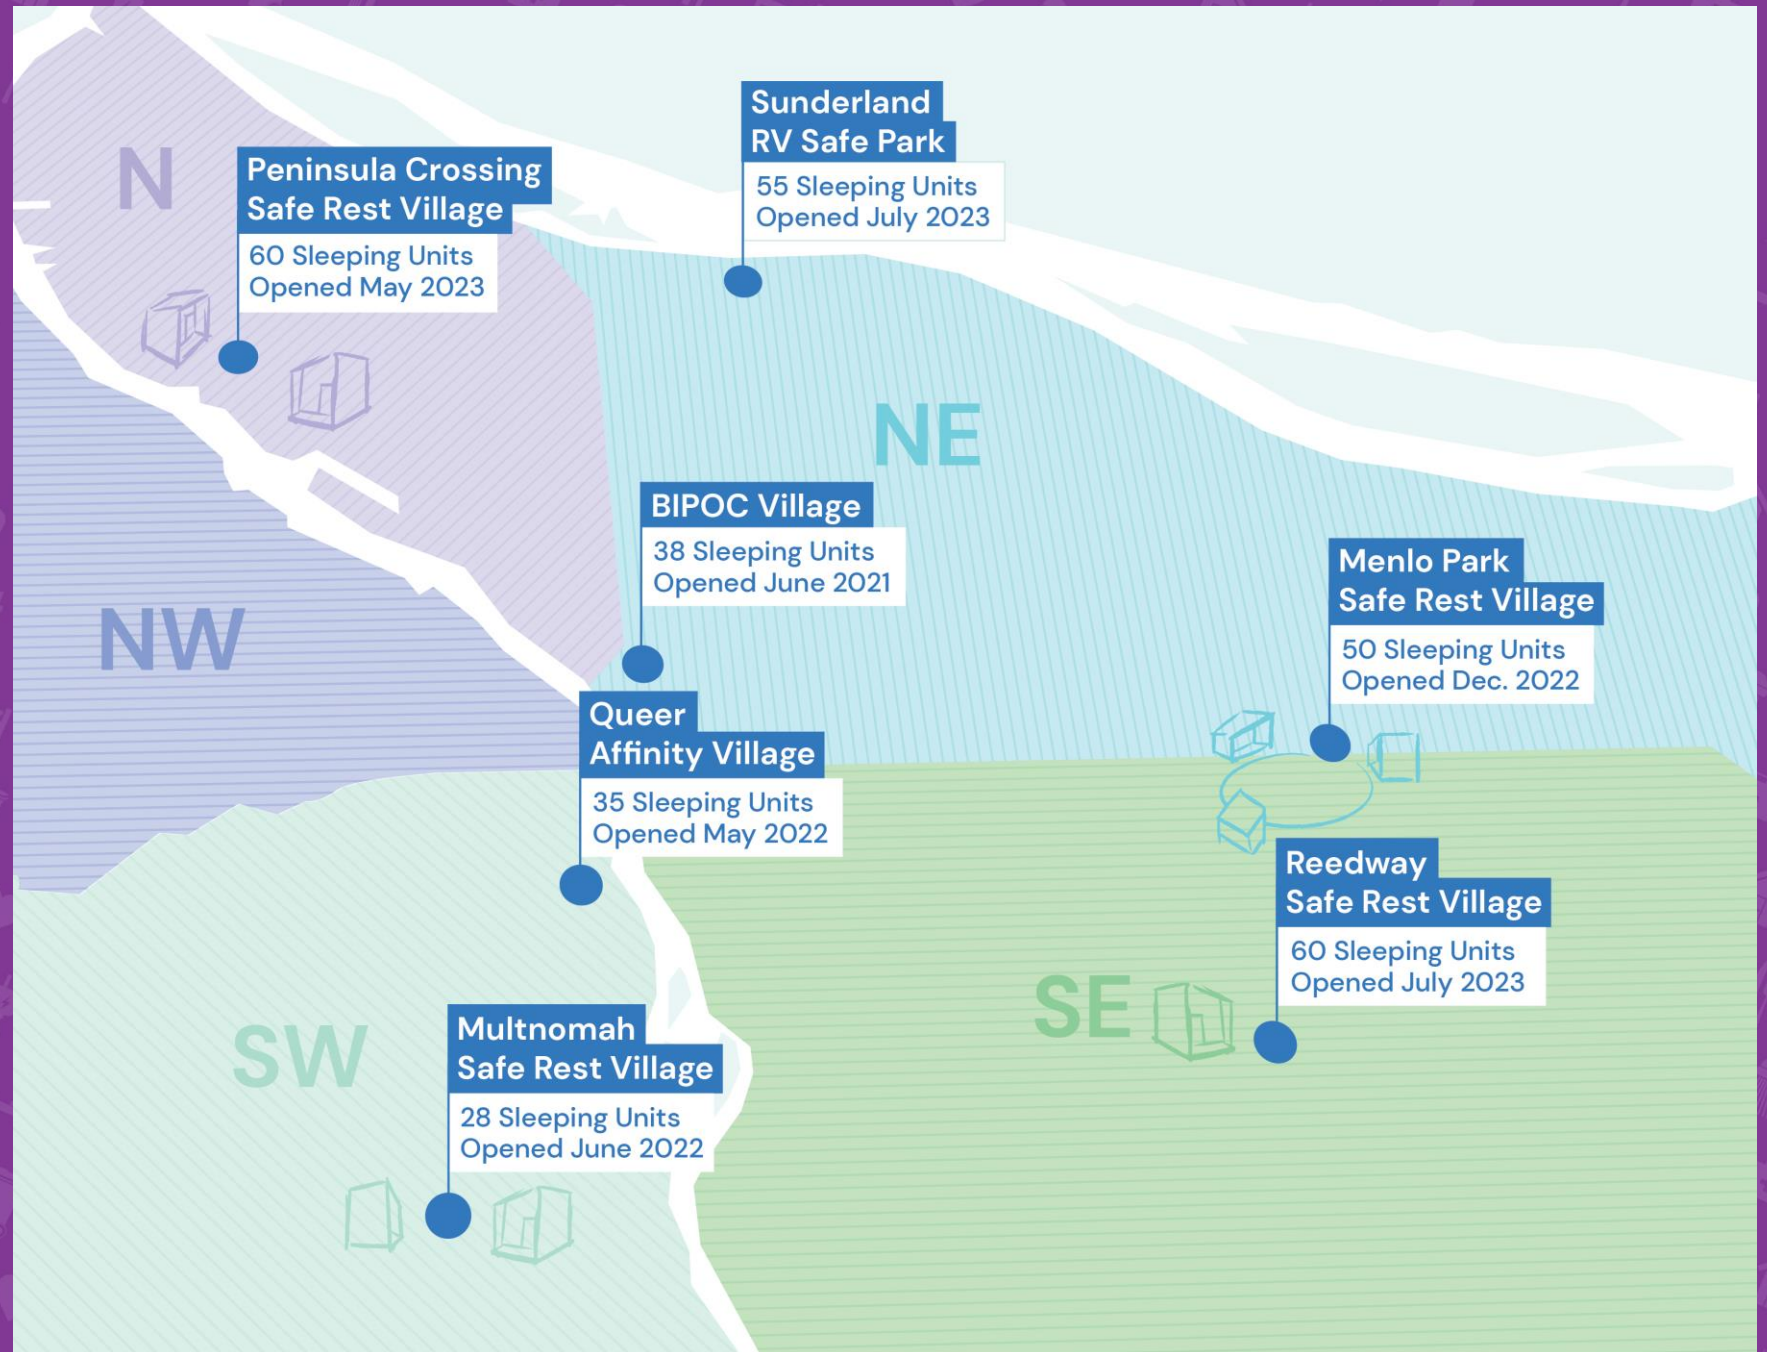 Sunderland
RV Safe Park
55 Sleeping Units
Opened July 2023
N
Peninsula Crossing
Safe Rest Village
60 Sleeping Units
Opened May 2023
NE
BIPOC Village
38 Sleeping Units
Opened June 2021
Menlo Park
Safe Rest Village
50 Sleeping Units
Opened Dec. 2022
NW
Queer
Affinity Village
35 Sleeping Units
Opened May 2022
Reedway
Safe Rest Village
60 Sleeping Units
Opened July 2023
SE
SW
Multnomah
Safe Rest Village
28 Sleeping Units
Opened June 2022